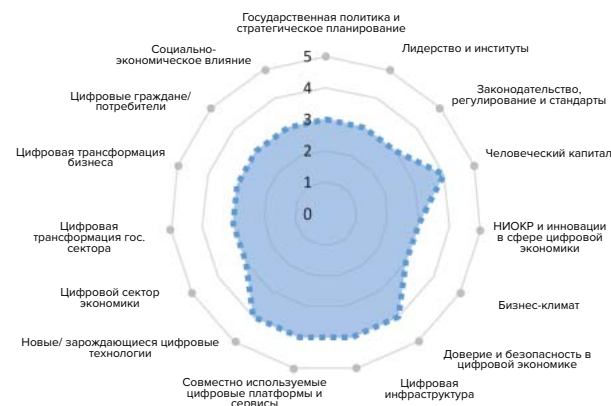 Государственная политика и
стратегическое планирование
Лидерство и институты
Законодательство,
регулирование и стандарты
Человеческий капитал
НИОКР и инновации
в сфере цифровой
экономики
Бизнес-климат
Доверие и безопасность в
цифровой экономике
Цифровая
инфраструктура
Совместно используемые
цифровые платформы и
сервисы
Новые/ зарождающиеся цифровые
технологии
Цифровой сектор
экономики
Цифровая
трансформация гос.
сектора
Цифровая трансформация
бизнеса
Цифровые граждане/
потребители
Социально-
экономическое влияние
5
4
3
2
1
0